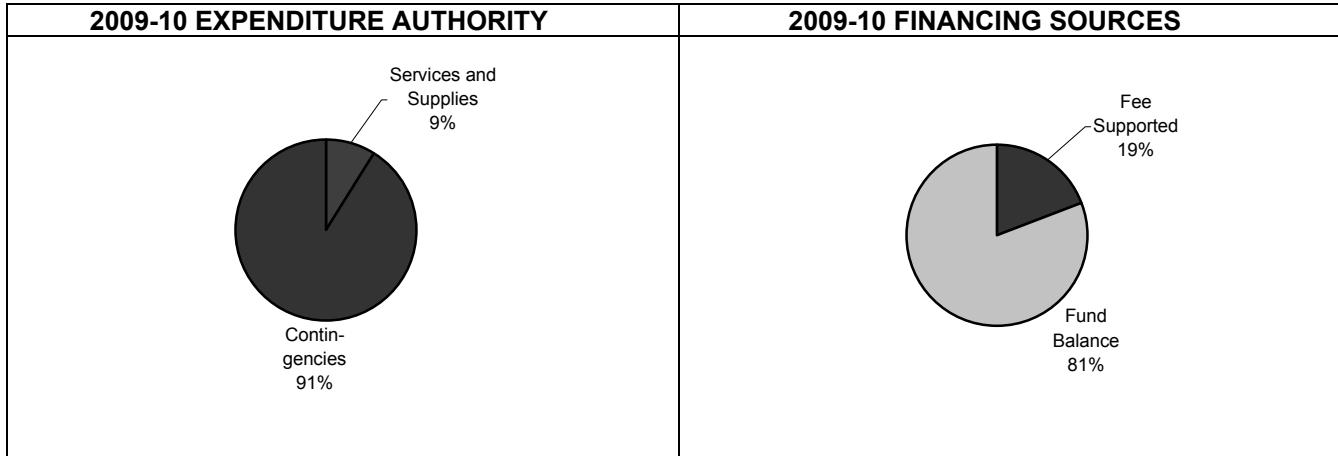 2009-10 EXPENDITURE AUTHORITY
Services and
Supplies
9%
Contin-
gencies
91%
2009-10 FINANCING SOURCES
Fee
Supported
19%
Fund
Balance
81%